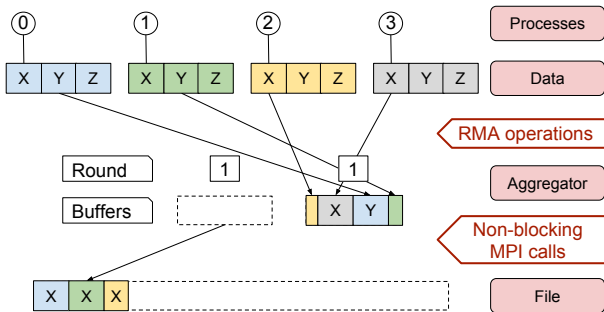 0 1 2 3 Processes
X Y Z X Y Z X Y Z X Y Z Data
RMA operations
Round 1 1 Aggregator
Buffers X Y
Non-blocking
MPI calls
X X X File